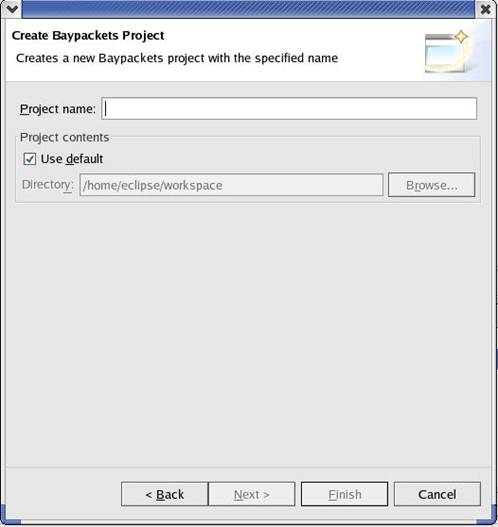 Create Baypackets Project
Creates a new Baypackets project with the specified name
Project name:
Project contents
Use default
Directory: /home/eclipse/workspace Browse...
< Back Next > Finish Cancel